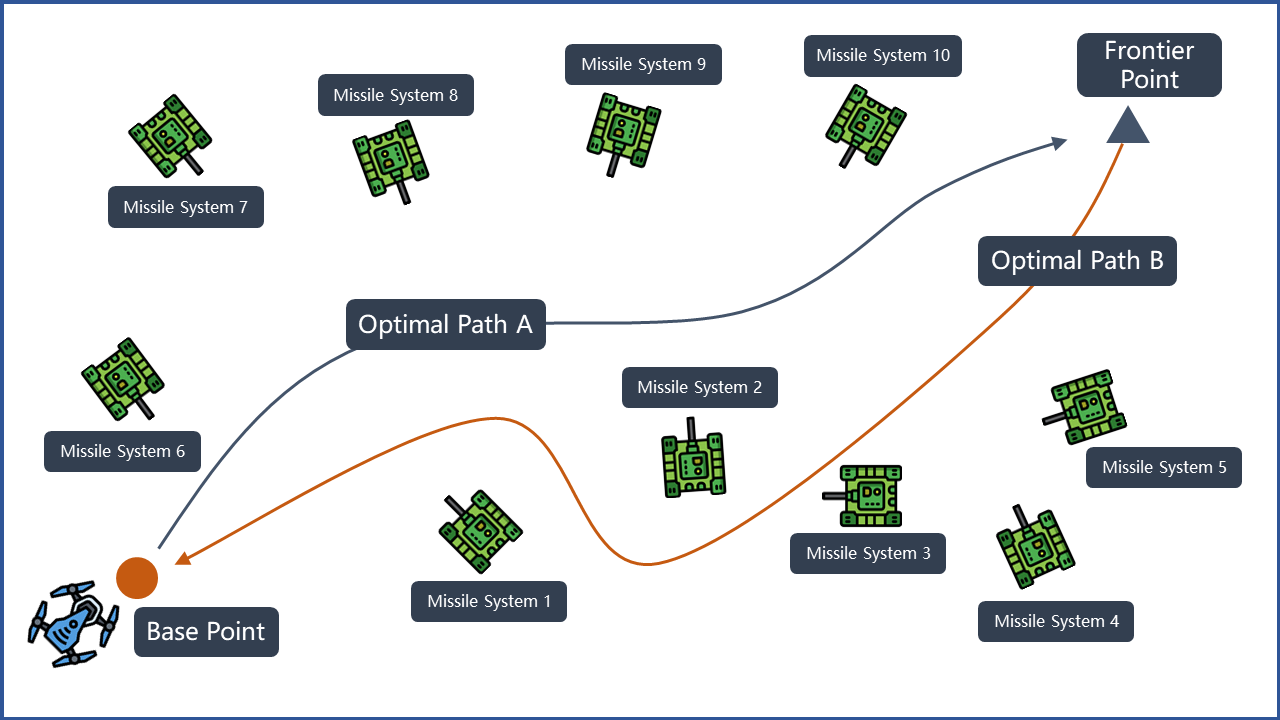 Missile System 9
Missile System 10
Frontier
Point
Missile System 8
Missile System 7
Optimal Path B
Optimal Path A
Missile System 2
Missile System 6
Missile System 5
Missile System 3
Missile System 1
Missile System 4
Base Point